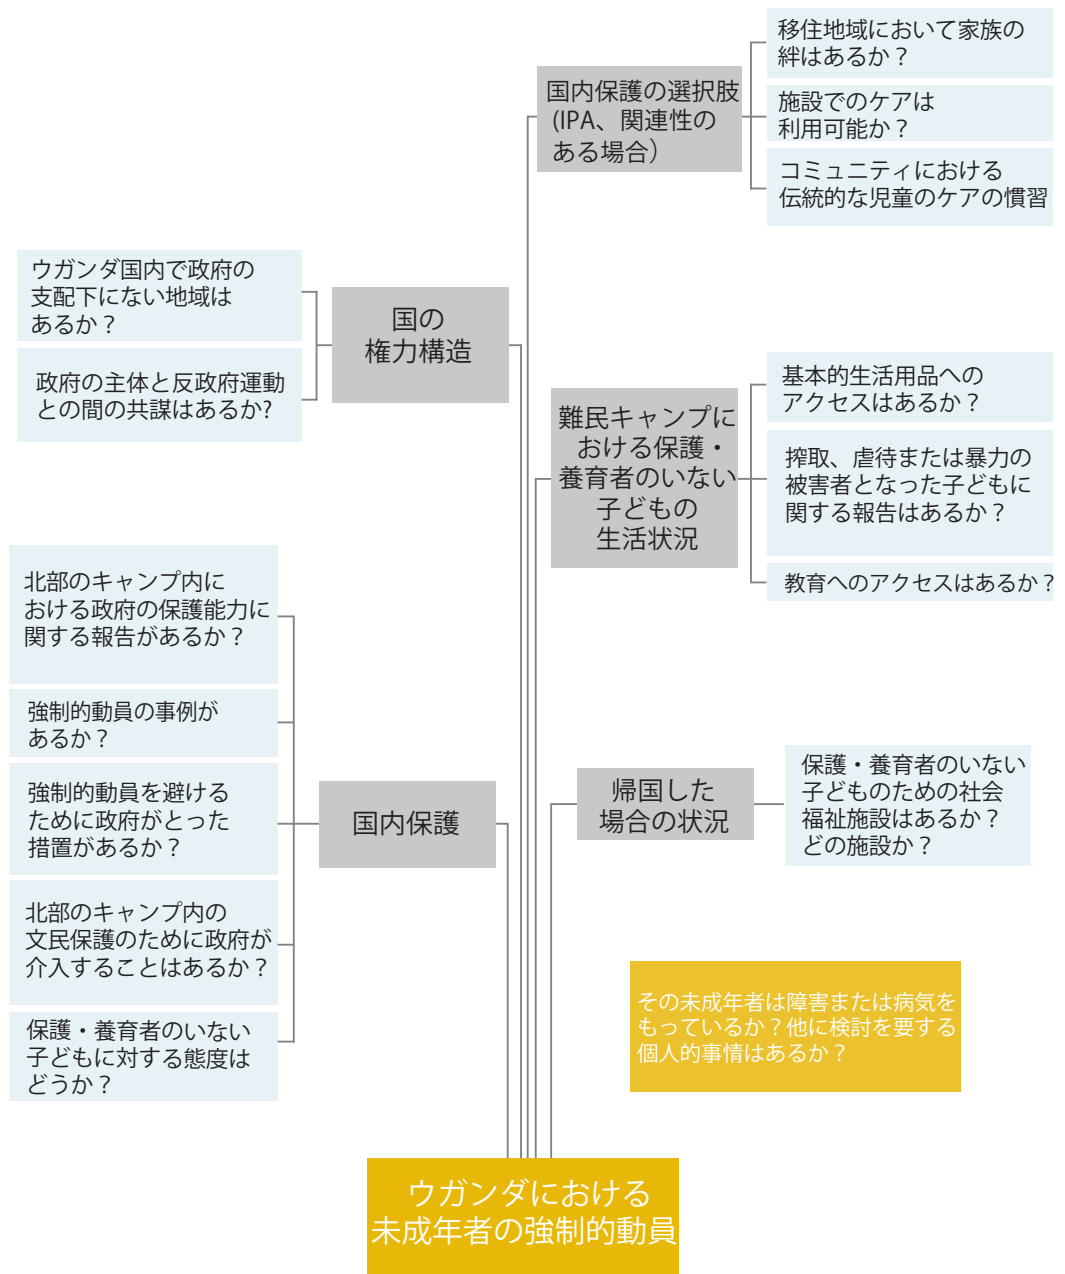 移住地域において家族の
絆はあるか？
国内保護の選択肢
(IPA、関連性の
ある場合）
施設でのケアは
利用可能か？
コミュニティにおける
伝統的な児童のケアの慣習
ウガンダ国内で政府の
支配下にない地域は
あるか？
国の
権力構造
政府の主体と反政府運動
との間の共謀はあるか?
基本的生活用品への
アクセスはあるか？
難民キャンプに
おける保護・
養育者のいない
子どもの
生活状況
搾取、虐待または暴力の
被害者となった子どもに
関する報告はあるか？
教育へのアクセスはあるか？
北部のキャンプ内に
おける政府の保護能力に
関する報告があるか？
強制的動員の事例が
あるか？
強制的動員を避ける
ために政府がとった
措置があるか？
国内保護
北部のキャンプ内の
文民保護のために政府が
介入することはあるか？
保護・養育者のいない
子どもに対する態度は
どうか？
帰国した
場合の状況
保護・養育者のいない
子どものための社会
福祉施設はあるか？
どの施設か？
その未成年者は障害または病気を
もっているか？他に検討を要する
個人的事情はあるか？
ウガンダにおける
未成年者の強制的動員